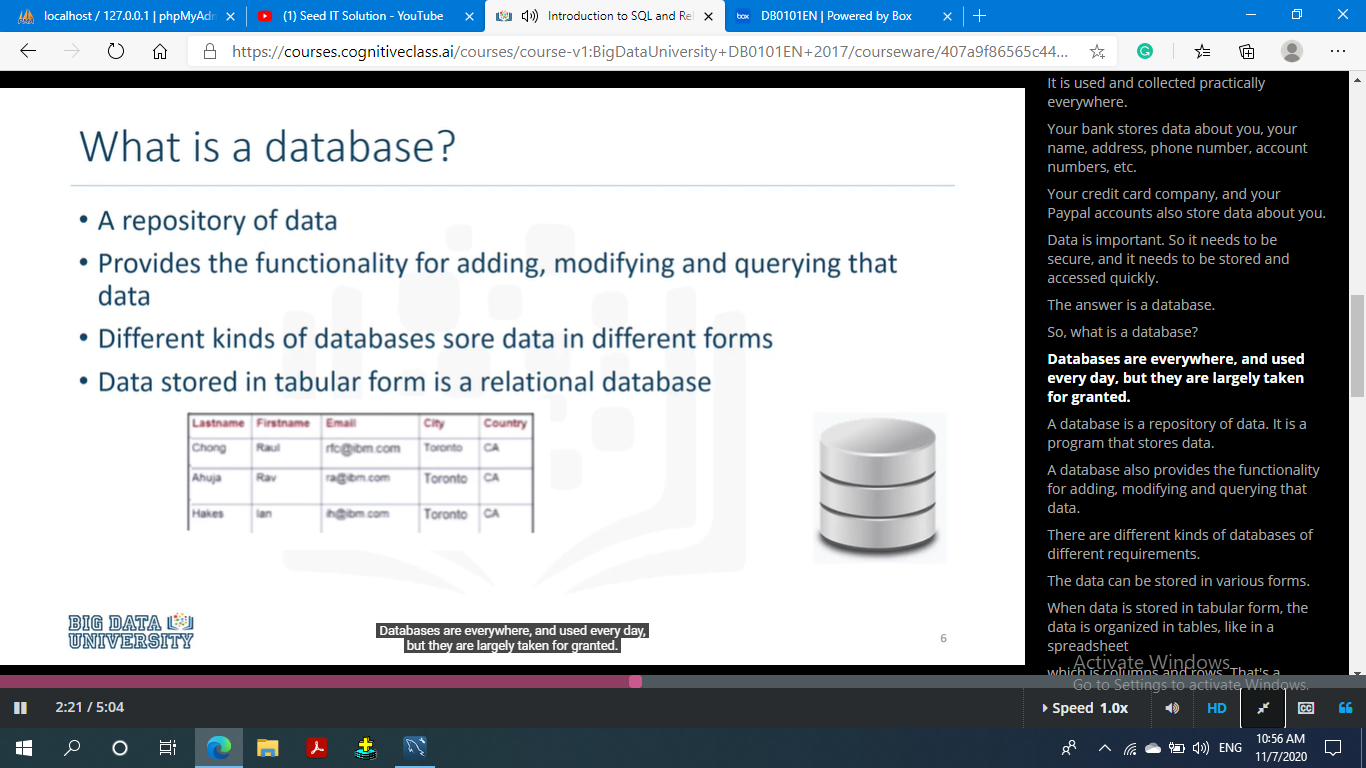 localhost / 127.0.0.1 | phpMyAdm
(1) Seed IT Solution - YouTube
Introduction to SQL and Rel
box
DB0101EN | Powered by Box
https://courses.cognitiveclass.ai/courses/course-v1:BigDataUniversity+DB0101EN+2017/courseware/407a9f86565c44...
What is a database?
• A repository of data
• Provides the functionality for adding, modifying and querying that
data
• Different kinds of databases sore data in different forms
• Data stored in tabular form is a relational database
Lastname Firstname Email City Country
Chong Raul rfc@ibm.com Toronto CA
Ahuja Rav ra@ibm.com Toronto CA
Hakes Ian ih@ibm.com Toronto CA
BIG DATA
UNIVERSITY
Databases are everywhere, and used every day,
but they are largely taken for granted.
6
It is used and collected practically
everywhere.
Your bank stores data about you, your
name, address, phone number, account
numbers, etc.
Your credit card company, and your
Paypal accounts also store data about you.
Data is important. So it needs to be
secure, and it needs to be stored and
accessed quickly.
The answer is a database.
So, what is a database?
Databases are everywhere, and used
every day, but they are largely taken
for granted.
A database is a repository of data. It is a
program that stores data.
A database also provides the functionality
for adding, modifying and querying that
data.
There are different kinds of databases of
different requirements.
The data can be stored in various forms.
When data is stored in tabular form, the
data is organized in tables, like in a
spreadsheet
which is columns and rows. That's a
Activate Windows
Go to Settings to activate Windows.
2:21 / 5:04
Speed 1.0x
HD
CC
ENG
10:56 AM
11/7/2020